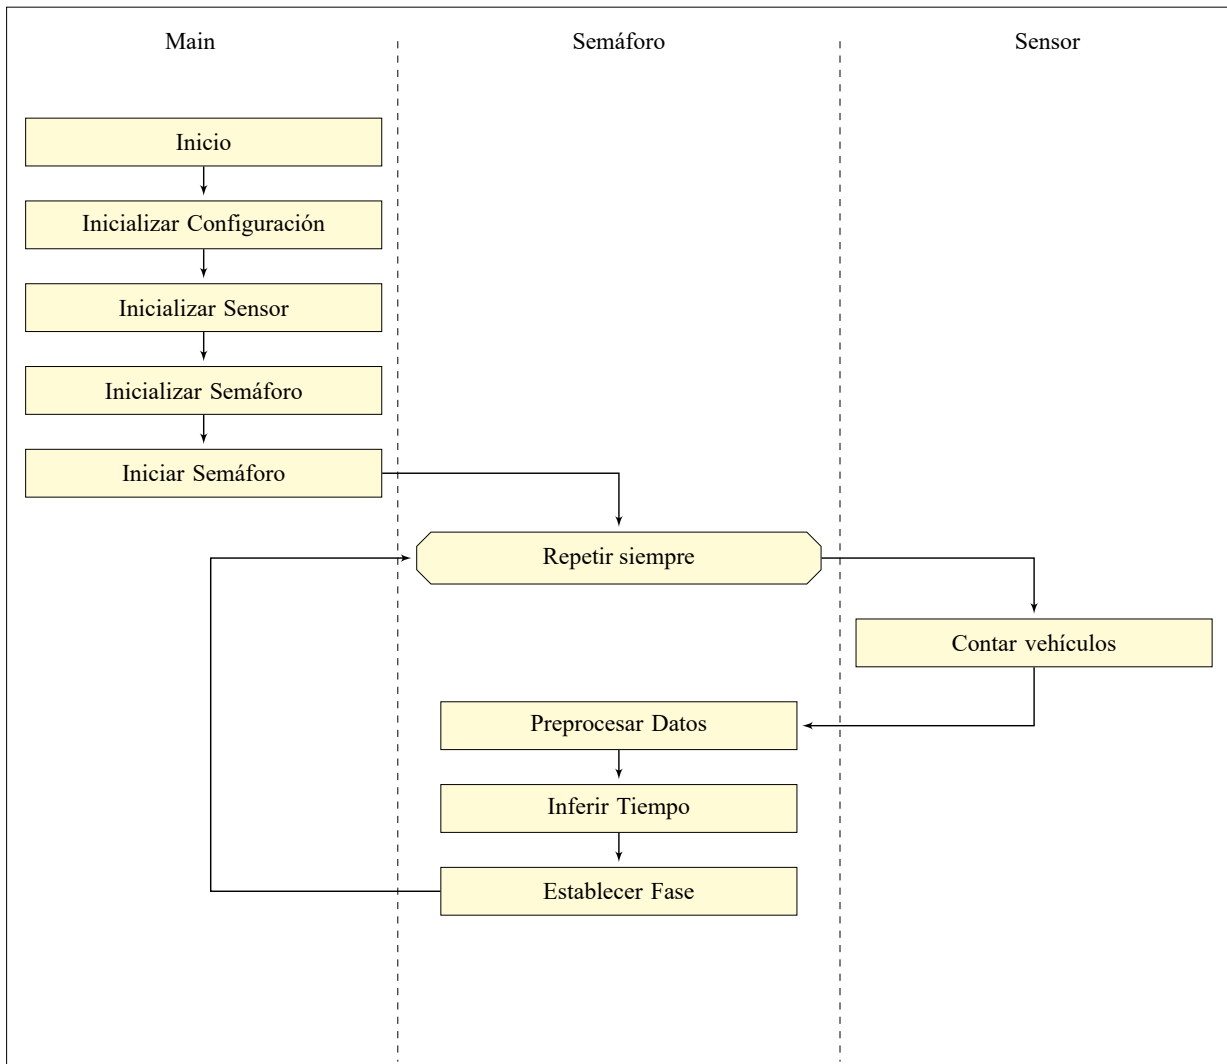 Main
Semáforo
Sensor
Inicio
Inicializar Configuración
Inicializar Sensor
Inicializar Semáforo
Iniciar Semáforo
Repetir siempre
Contar vehículos
Preprocesar Datos
Inferir Tiempo
Establecer Fase